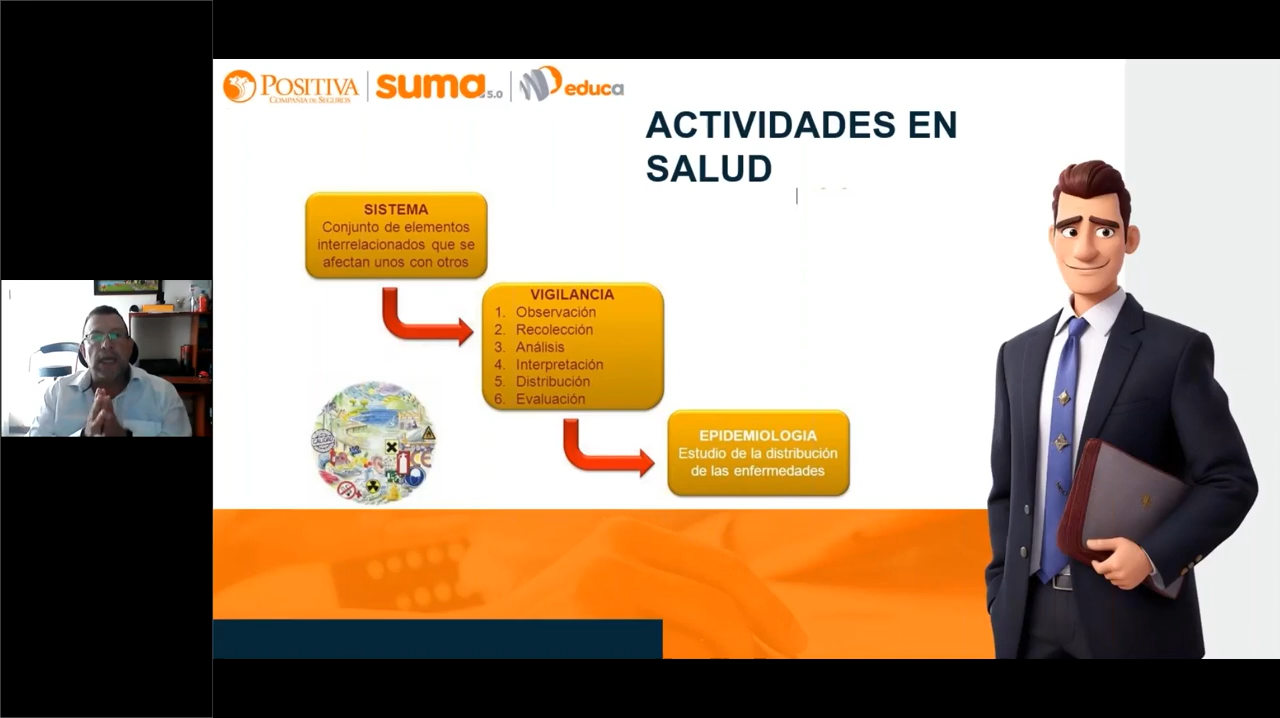 POSITIVA
COMPAÑÍA DE SEGUROS
suma 5.0
educa
ACTIVIDADES EN
SALUD
SISTEMA
Conjunto de elementos
interrelacionados que se
afectan unos con otros
VIGILANCIA
1. Observación
2. Recolección
3. Análisis
4. Interpretación
5. Distribución
6. Evaluación
EPIDEMIOLOGIA
Estudio de la distribución
de las enfermedades